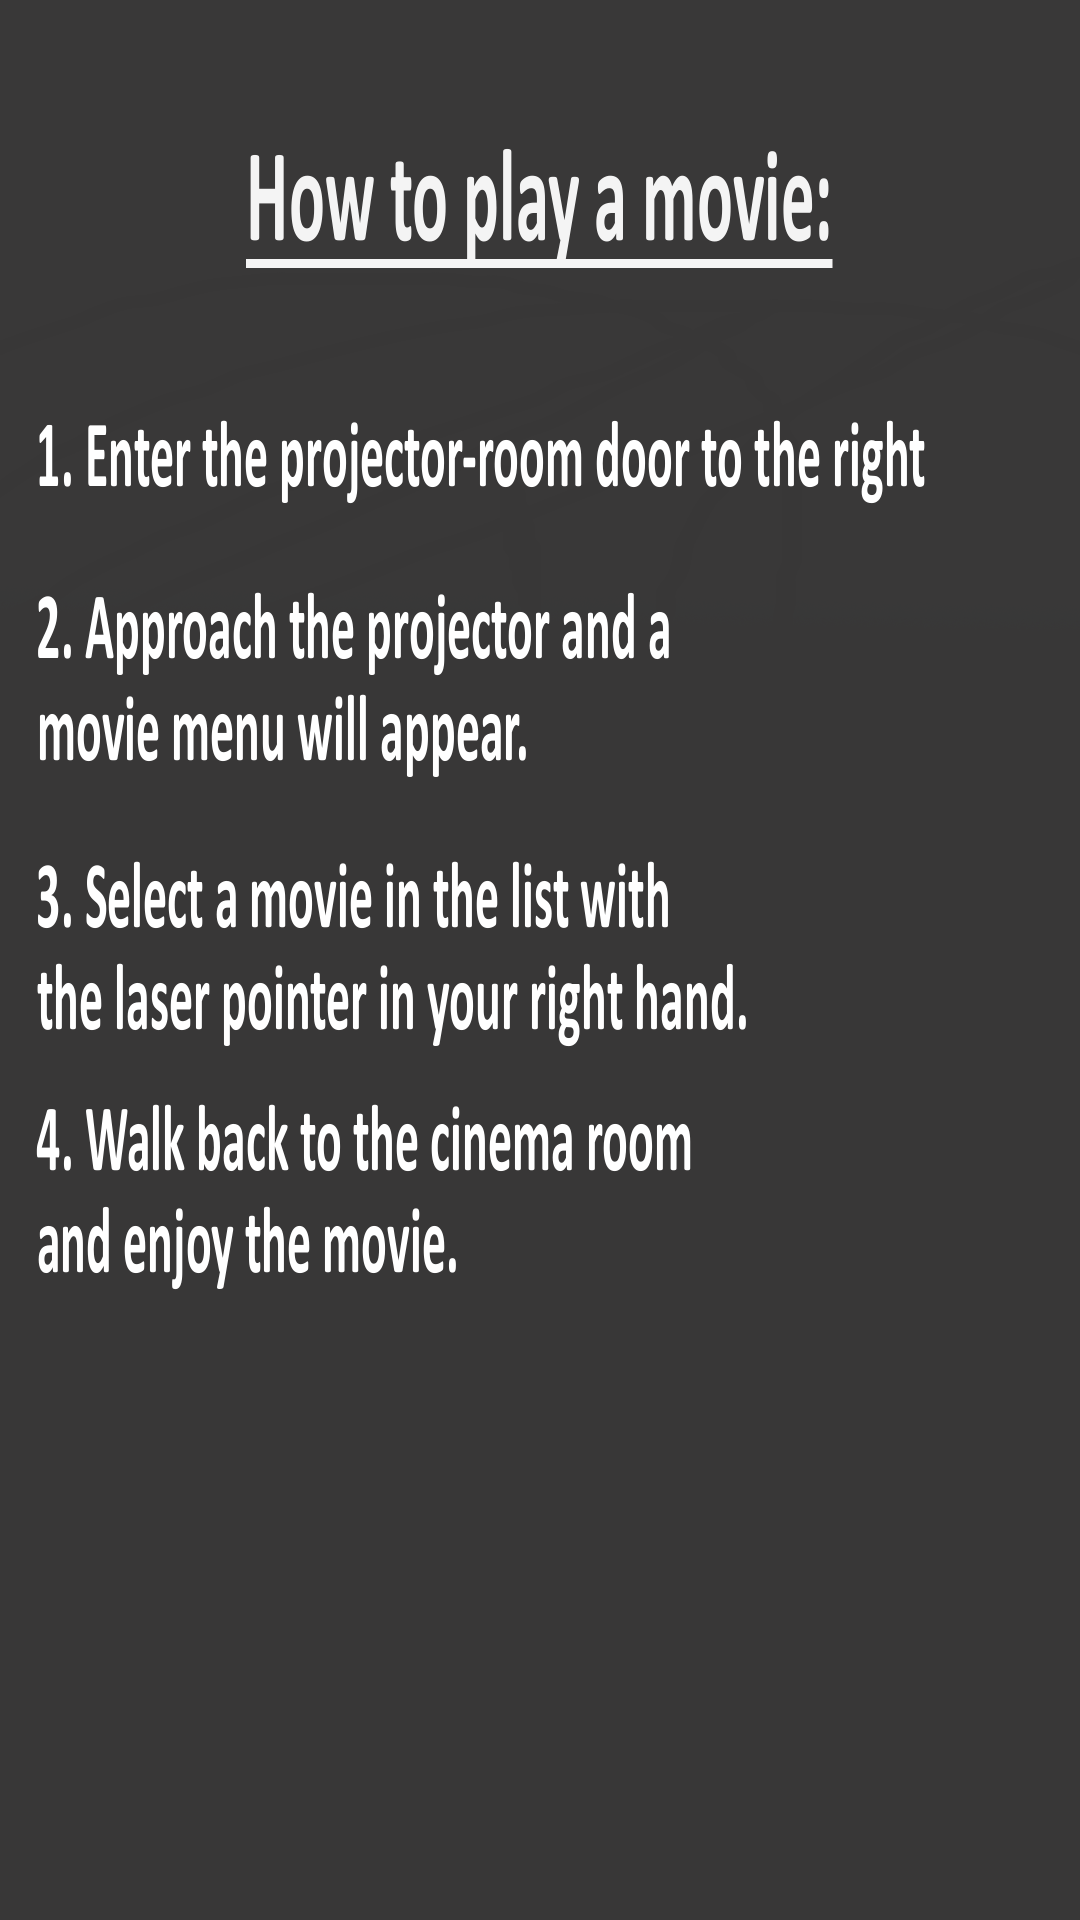 How to play a movie:
1. Enter the projector-room door to the right
2. Approach the projector and a
movie menu will appear.
3. Select a movie in the list with
the laser pointer in your right hand.
4. Walk back to the cinema room
and enjoy the movie.